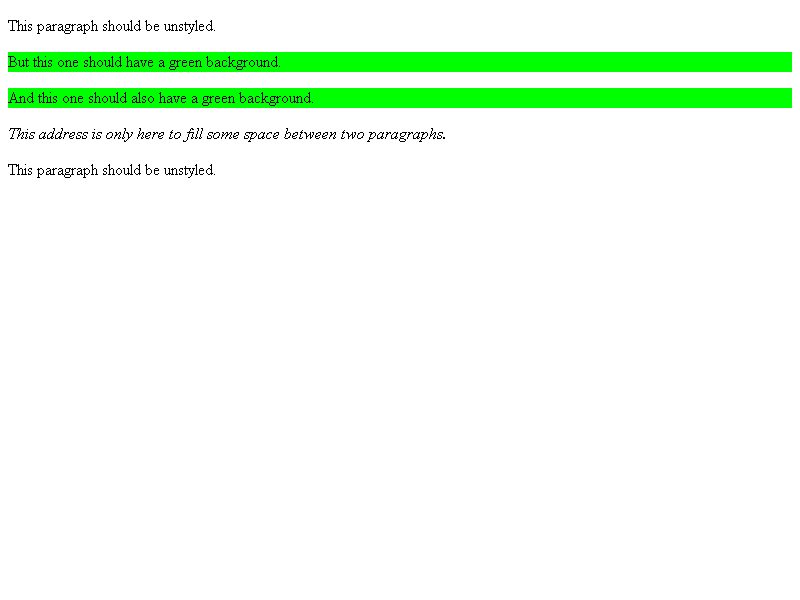 This paragraph should be unstyled.
But this one should have a green background.
And this one should also have a green background.
This address is only here to fill some space between two paragraphs.
This paragraph should be unstyled.